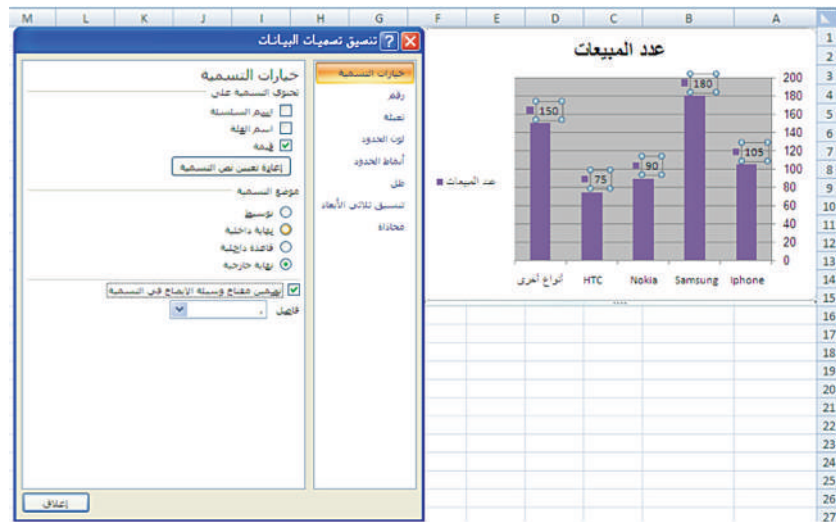 M L K J I H G F E D C B A
1
2
3
4
5
6
7
8
9
10
11
12
13
14
15
16
17
18
19
20
21
22
23
24
25
26
27
عدد المبيعات
200
180
160
140
120
100
80
60
40
20
0
105
180
90
75
150
Iphone Samsung Nokia HTC أنواع أخرى
عدد المبيعات
تنسيق تسميات البيانات
خيارات التسمية
رقم
تعبئة
لون الحدود
أنماط الحدود
ظل
تنسيق ثلاثي الأبعاد
محاذاة
خيارات التسمية
تحتوي التسمية على
اسم السلسلة
اسم الفئة
قيمة
إعادة تعيين نص التسمية
موضع التسمية
توسيط
نهاية داخلية
قاعدة داخلية
نهاية خارجية
تضمين مفتاح وسيلة الإيضاح في التسمية
فاصل
إغلاق